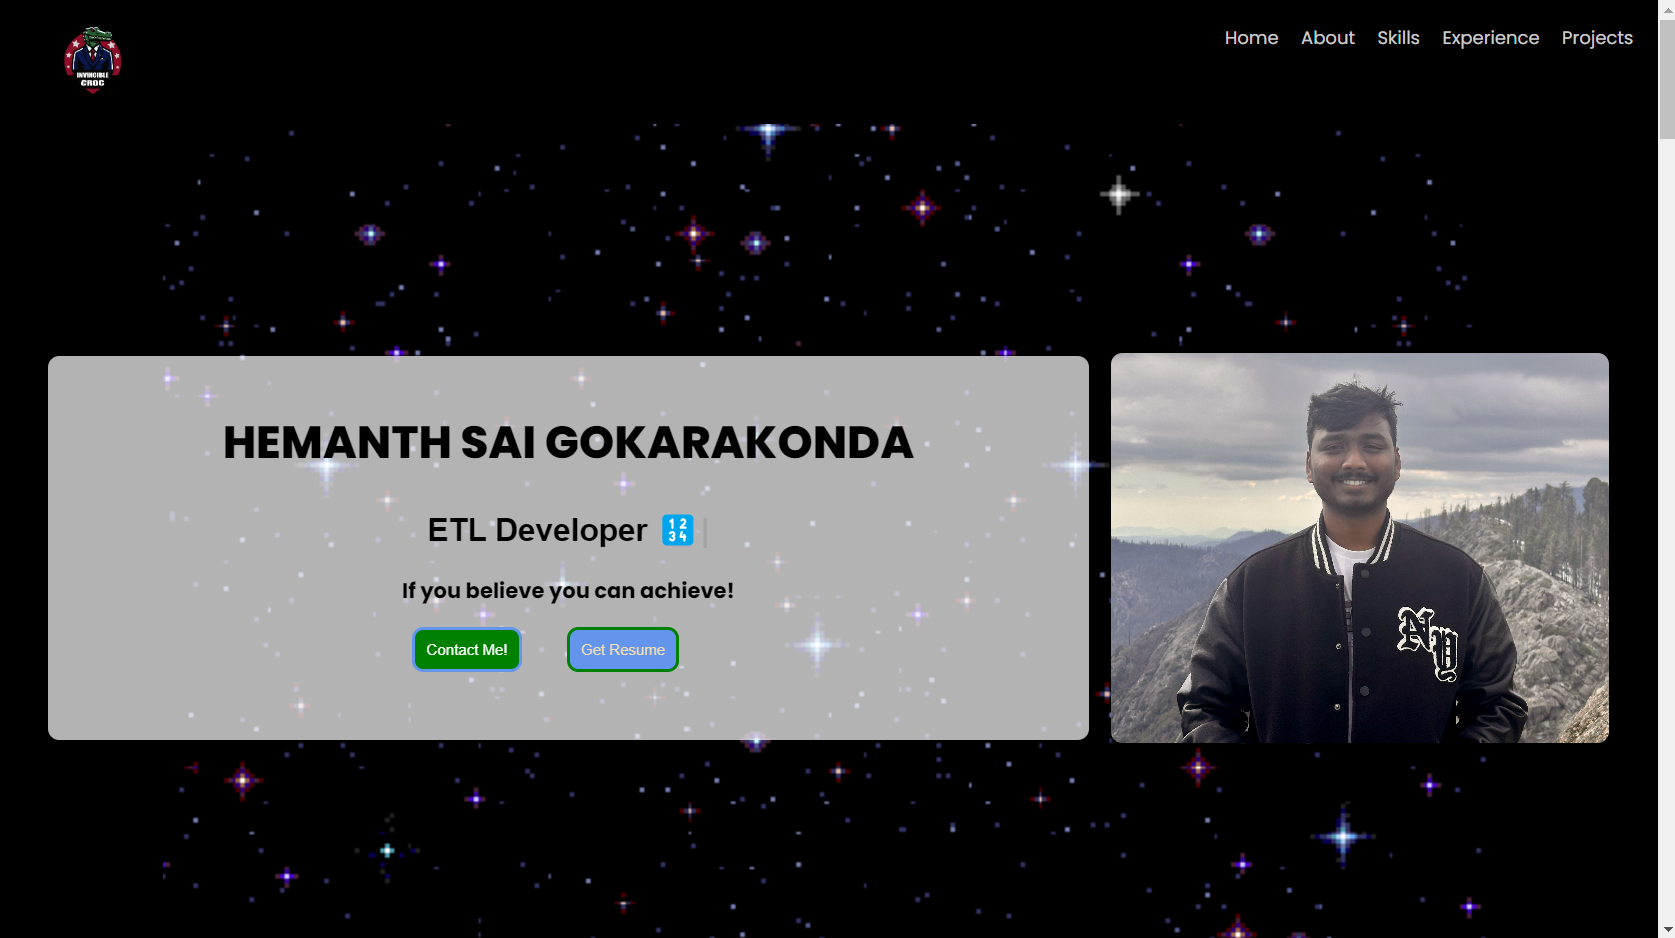 INVINCIBLE
CROC
Home About Skills Experience Projects
HEMANTH SAI GOKARAKONDA
ETL Developer 🔢
If you believe you can achieve!
Contact Me! Get Resume
NY